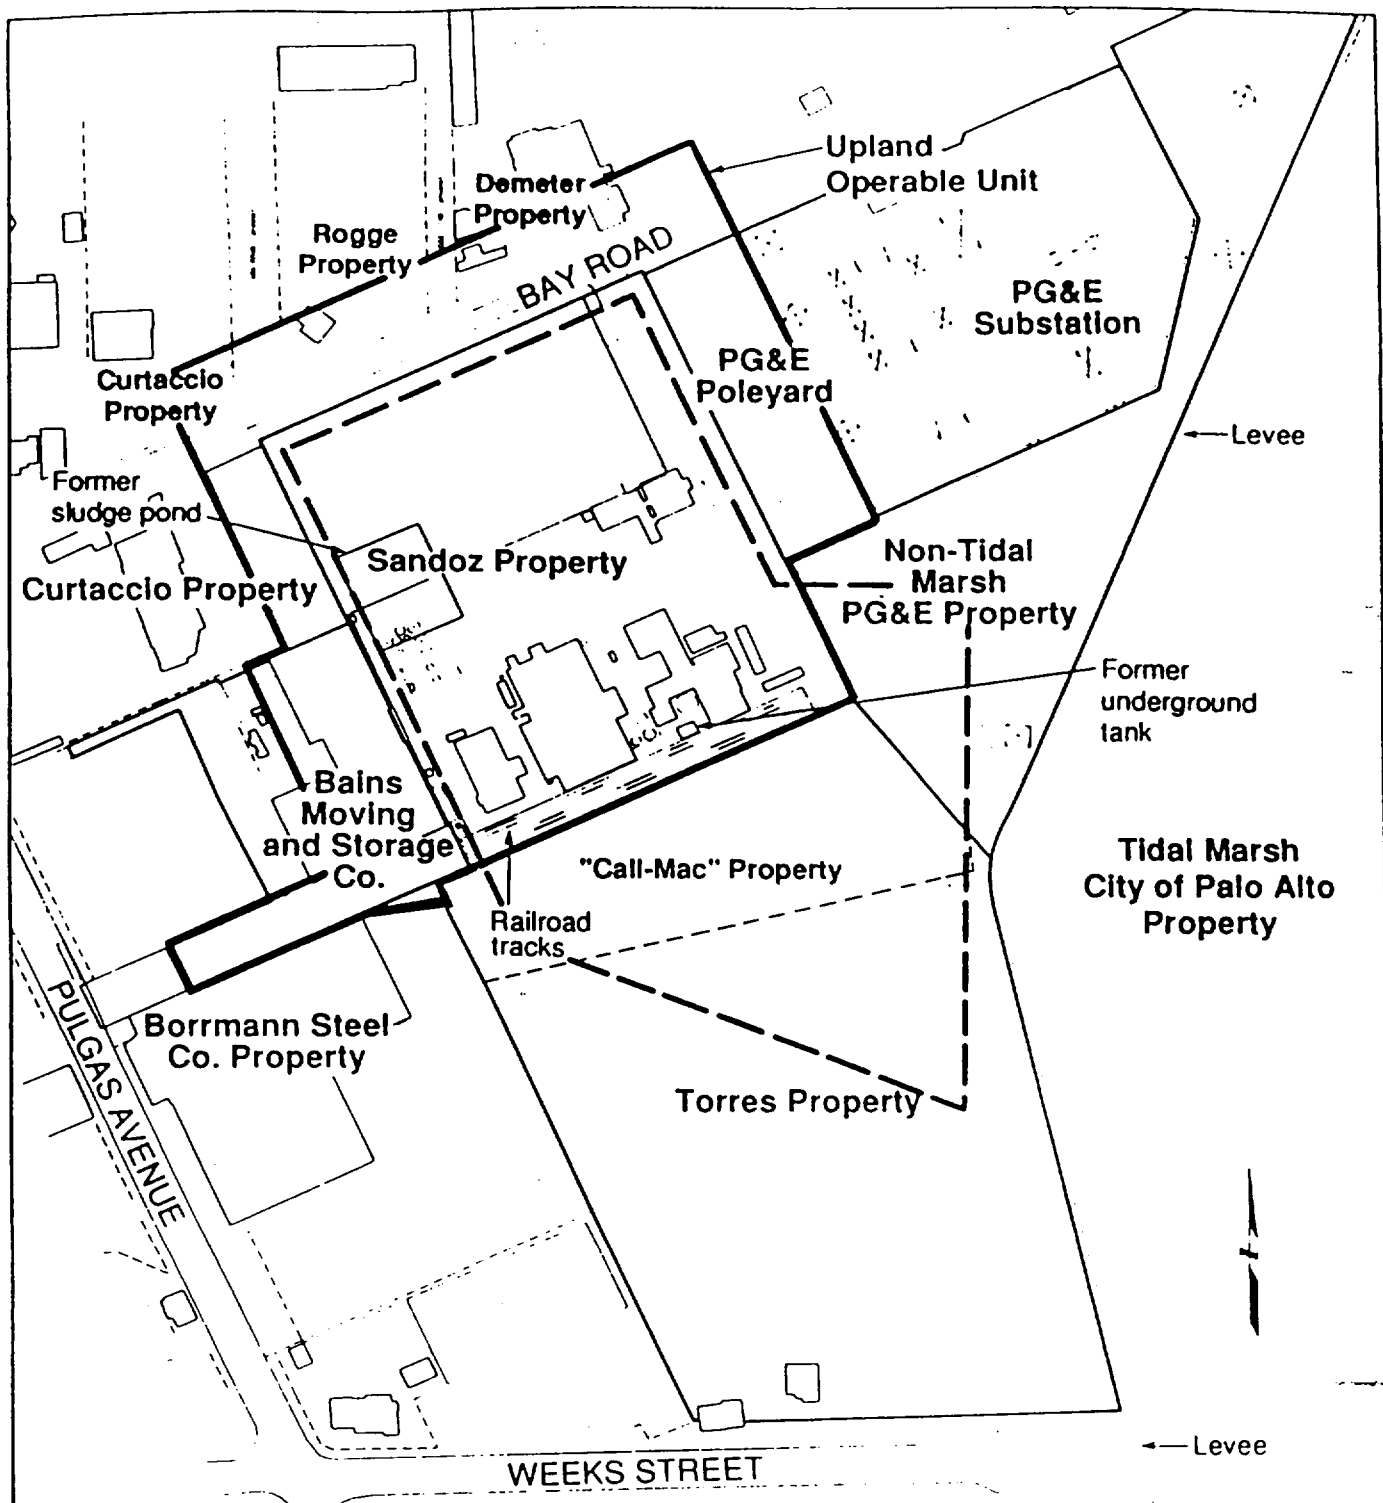 Upland
Operable Unit
Demeter
Property
Rogge
Property
BAY ROAD
PG&E
Substation
PG&E
Poleyard
Curtaccio
Property
Levee
Former
sludge pond
Sandoz Property
Non-Tidal
Marsh
PG&E Property
Curtaccio Property
Former
underground
tank
Bains
Moving
and Storage
Co.
"Call-Mac" Property
Tidal Marsh
City of Palo Alto
Property
Railroad
tracks
PULGAS AVENUE
Borrmann Steel
Co. Property
Torres Property
Levee
WEEKS STREET